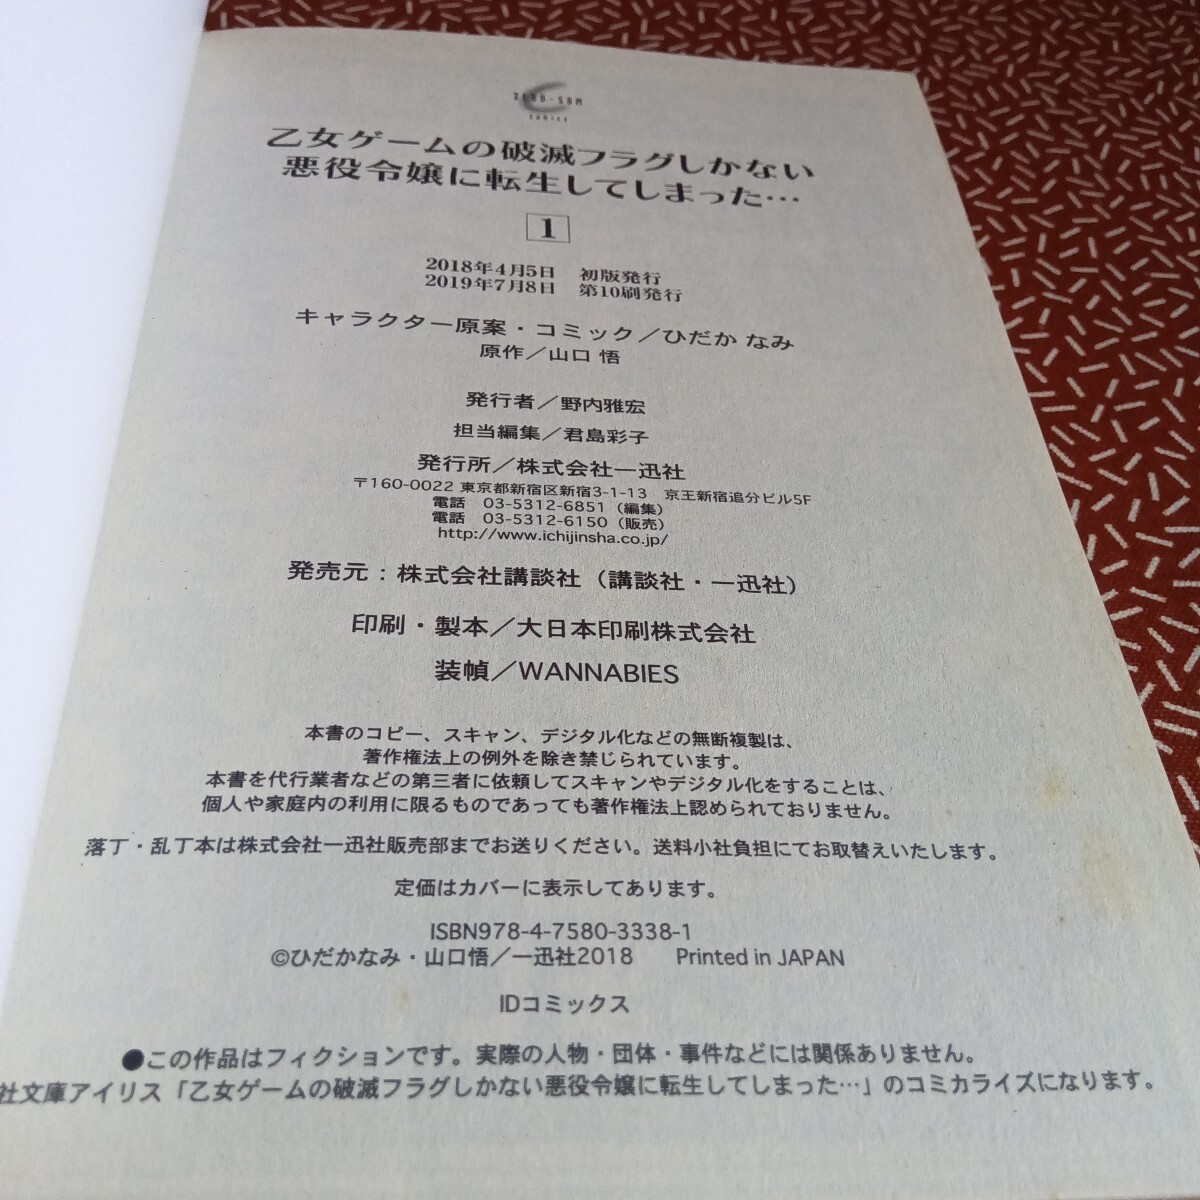 ZERO-SUM
COMICS
乙女ゲームの破滅フラグしかない
悪役令嬢に転生してしまった…
1
2018年4月5日　初版発行
2019年7月8日　第10刷発行
キャラクター原案・コミック／ひだか なみ
原作／山口 悟
発行者／野内雅宏
担当編集／君島彩子
発行所／株式会社一迅社
〒160-0022 東京都新宿区新宿3-1-13　京王新宿追分ビル5F
電話　03-5312-6851（編集）
電話　03-5312-6150（販売）
http://www.ichijinsha.co.jp/
発売元：株式会社講談社（講談社・一迅社）
印刷・製本／大日本印刷株式会社
装幀／WANNABIES
本書のコピー、スキャン、デジタル化などの無断複製は、
著作権法上の例外を除き禁じられています。
本書を代行業者などの第三者に依頼してスキャンやデジタル化をすることは、
個人や家庭内の利用に限るものであっても著作権法上認められておりません。
落丁・乱丁本は株式会社一迅社販売部までお送りください。送料小社負担にてお取替えいたします。
定価はカバーに表示してあります。
ISBN978-4-7580-3338-1
©ひだかなみ・山口悟／一迅社2018　Printed in JAPAN
IDコミックス
●この作品はフィクションです。実際の人物・団体・事件などには関係ありません。
社文庫アイリス「乙女ゲームの破滅フラグしかない悪役令嬢に転生してしまった…」のコミカライズになります。